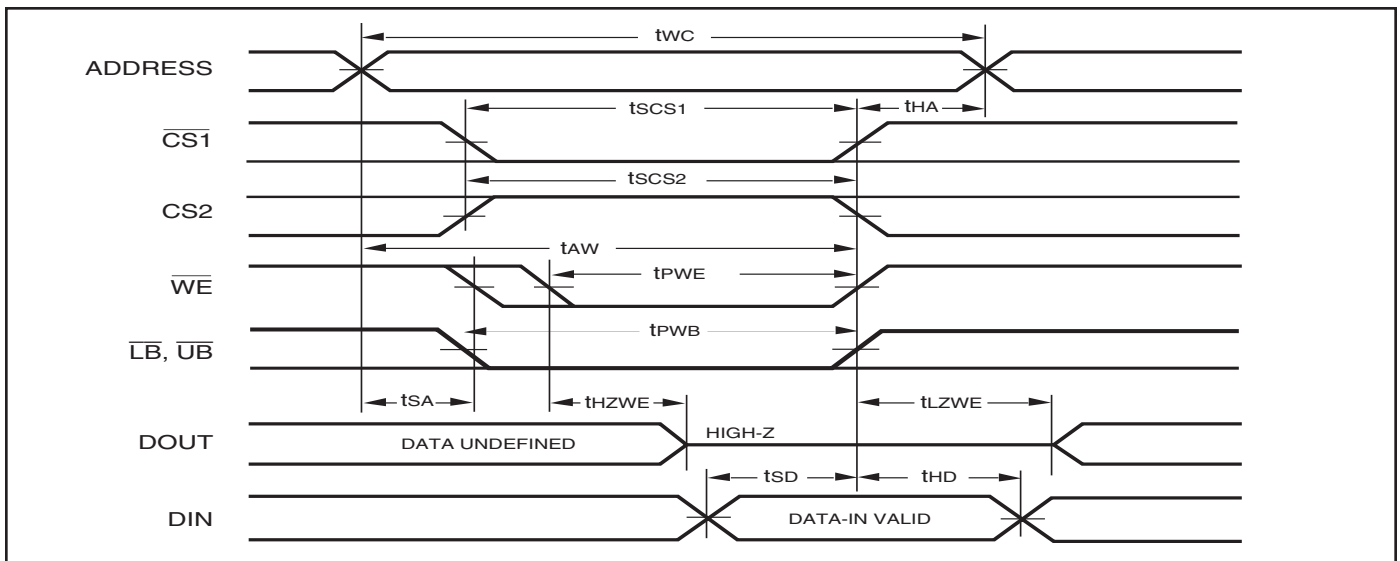 tWC
ADDRESS
tSCS1
tHA
CS1
tSCS2
CS2
tAW
WE
tPWE
tPWB
LB, UB
tSA
tHZWE
tLZWE
DOUT
DATA UNDEFINED
HIGH-Z
tSD
tHD
DIN
DATA-IN VALID